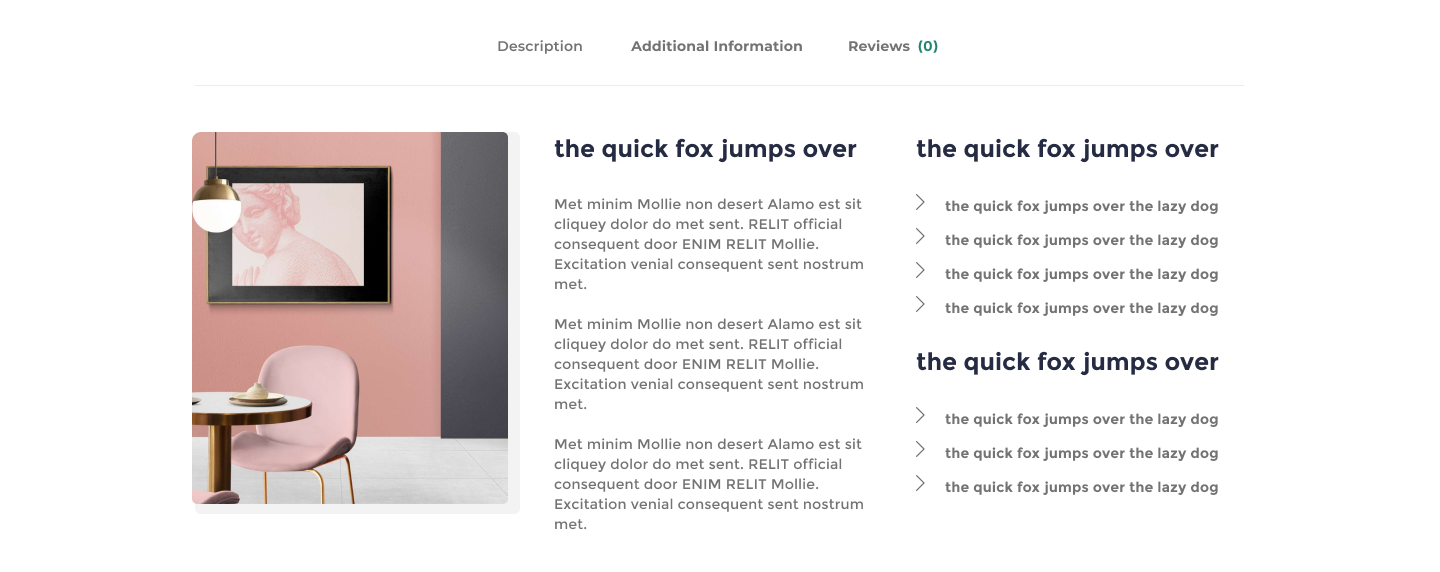 Description Additional Information Reviews (0)
the quick fox jumps over
Met minim Mollie non desert Alamo est sit
cliquey dolor do met sent. RELIT official
consequent door ENIM RELIT Mollie.
Excitation venial consequent sent nostrum
met.
Met minim Mollie non desert Alamo est sit
cliquey dolor do met sent. RELIT official
consequent door ENIM RELIT Mollie.
Excitation venial consequent sent nostrum
met.
Met minim Mollie non desert Alamo est sit
cliquey dolor do met sent. RELIT official
consequent door ENIM RELIT Mollie.
Excitation venial consequent sent nostrum
met.
the quick fox jumps over
the quick fox jumps over the lazy dog
the quick fox jumps over the lazy dog
the quick fox jumps over the lazy dog
the quick fox jumps over the lazy dog
the quick fox jumps over
the quick fox jumps over the lazy dog
the quick fox jumps over the lazy dog
the quick fox jumps over the lazy dog